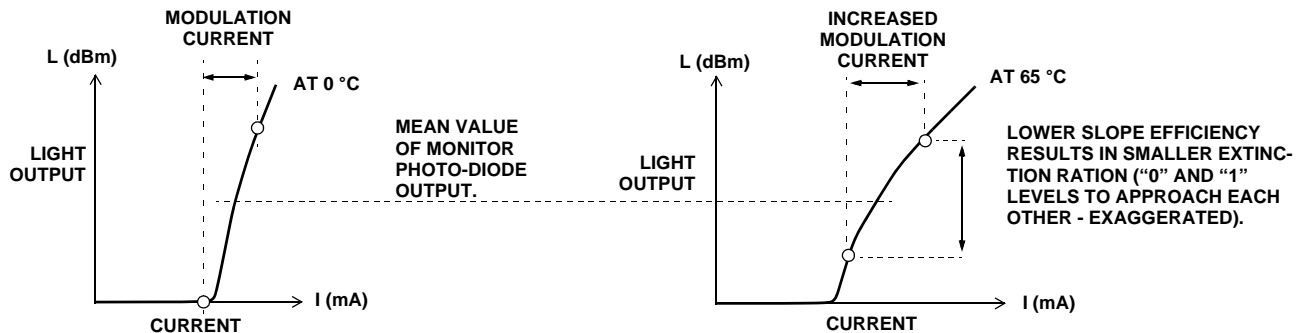 MODULATION
CURRENT
L (dBm)
AT 0 °C
LIGHT
OUTPUT
I (mA)
CURRENT
MEAN VALUE
OF MONITOR
PHOTO-DIODE
OUTPUT.
INCREASED
MODULATION
CURRENT
L (dBm)
AT 65 °C
LIGHT
OUTPUT
I (mA)
CURRENT
LOWER SLOPE EFFICIENCY
RESULTS IN SMALLER EXTINC-
TION RATION (“0” AND “1”
LEVELS TO APPROACH EACH
OTHER - EXAGGERATED).